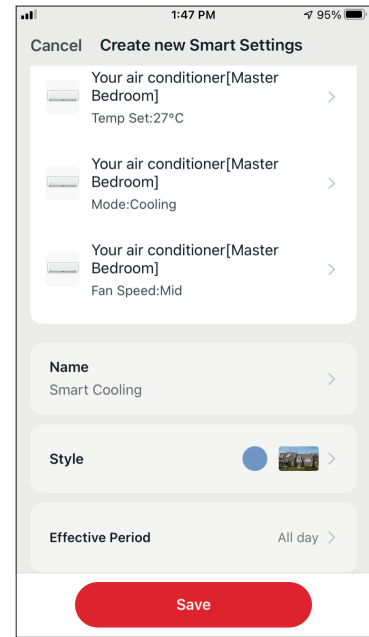 1:47 PM
95%
Cancel Create new Smart Settings
Your air conditioner[Master
Bedroom]
Temp Set:27°C
Your air conditioner[Master
Bedroom]
Mode:Cooling
Your air conditioner[Master
Bedroom]
Fan Speed:Mid
Name
Smart Cooling
Style
Effective Period All day
Save